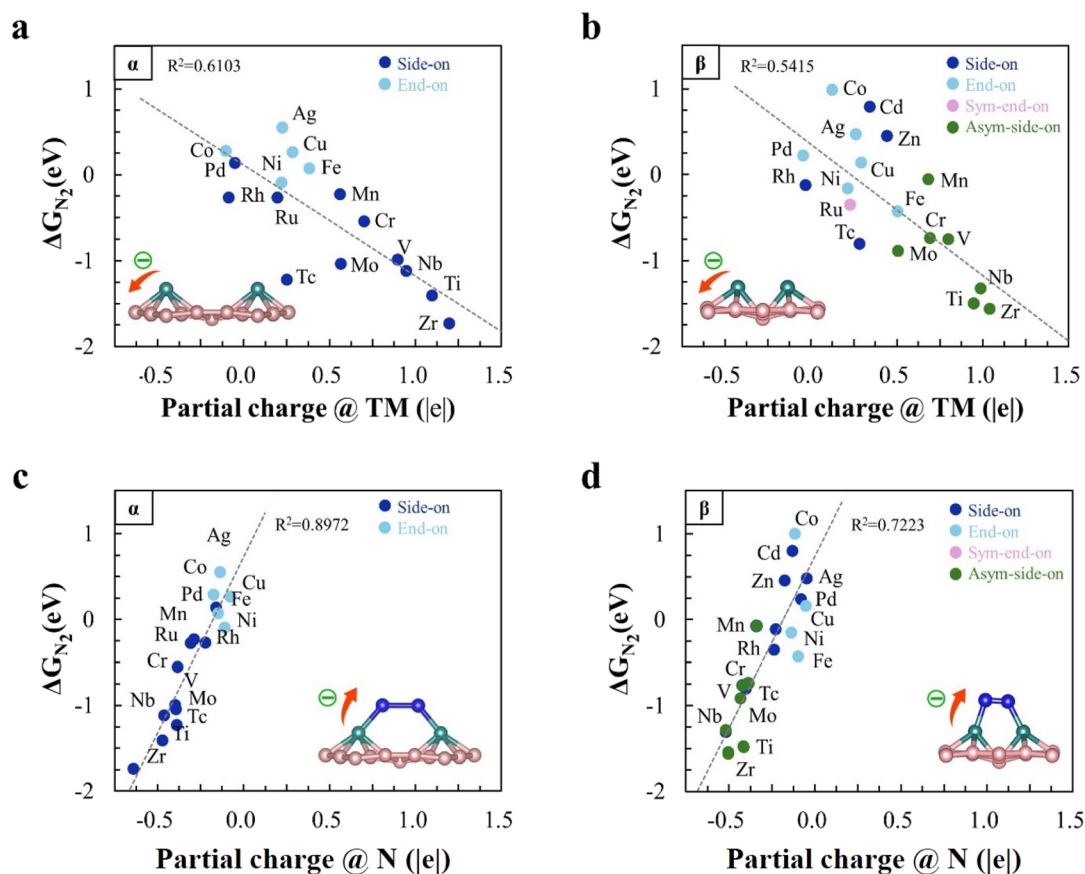 a
α
R²=0.6103
Side-on
End-on
Ag
Co
Cu
Pd
Ni
Fe
Rh
Mn
Ru
Cr
V
Tc
Mo
Nb
Ti
Zr
⊖
1
0
-1
-2
ΔG_N₂(eV)
-0.5 0.0 0.5 1.0 1.5
Partial charge @ TM (|e|)
b
β
R²=0.5415
Side-on
End-on
Sym-end-on
Asym-side-on
Co
Cd
Ag
Zn
Pd
Cu
Rh
Ni
Mn
Ru
Fe
Tc
Cr
V
Mo
Nb
Ti
Zr
⊖
1
0
-1
-2
ΔG_N₂(eV)
-0.5 0.0 0.5 1.0 1.5
Partial charge @ TM (|e|)
c
α
R²=0.8972
Side-on
End-on
Ag
Co
Cu
Pd
Fe
Mn
Ni
Ru
Rh
Cr
V
Nb
Mo
Tc
Ti
Zr
⊖
1
0
-1
-2
ΔG_N₂(eV)
-0.5 0.0 0.5 1.0 1.5
Partial charge @ N (|e|)
d
β
R²=0.7223
Side-on
End-on
Sym-end-on
Asym-side-on
Co
Cd
Zn
Ag
Pd
Mn
Cu
Ni
Rh
Fe
Cr
V
Tc
Nb
Mo
Ti
Zr
⊖
1
0
-1
-2
ΔG_N₂(eV)
-0.5 0.0 0.5 1.0 1.5
Partial charge @ N (|e|)